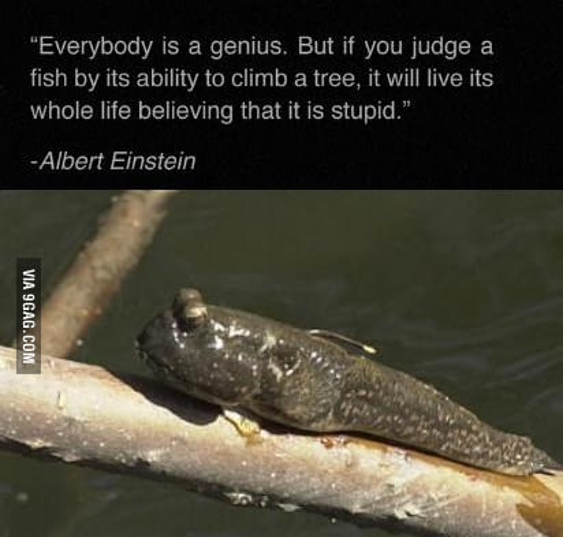 “Everybody is a genius. But if you judge a
fish by its ability to climb a tree, it will live its
whole life believing that it is stupid.”
-Albert Einstein
VIA 9GAG.COM